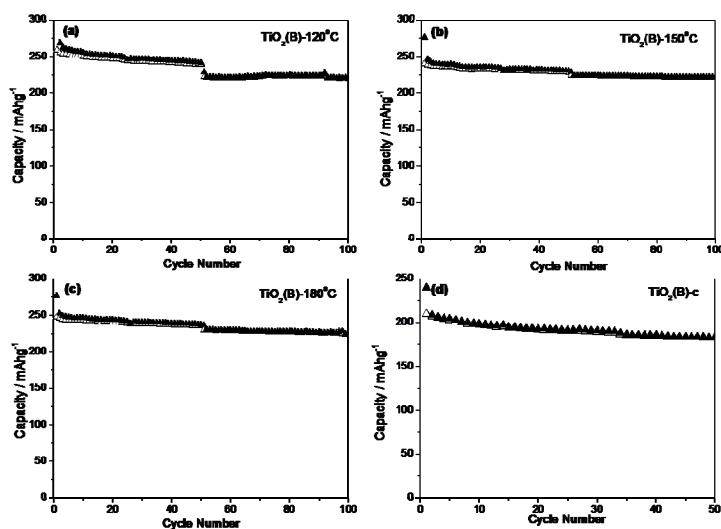 (a) TiO₂(B)-120°C
300
250
200
150
100
50
0
Capacity / mAhg⁻¹
0 20 40 60 80 100
Cycle Number
(b) TiO₂(B)-150°C
300
250
200
150
100
50
0
Capacity / mAhg⁻¹
0 20 40 60 80 100
Cycle Number
(c) TiO₂(B)-180°C
300
250
200
150
100
50
0
Capacity / mAhg⁻¹
0 20 40 60 80 100
Cycle Number
(d) TiO₂(B)-c
250
200
150
100
50
0
Capacity / mAhg⁻¹
0 10 20 30 40 50
Cycle Number